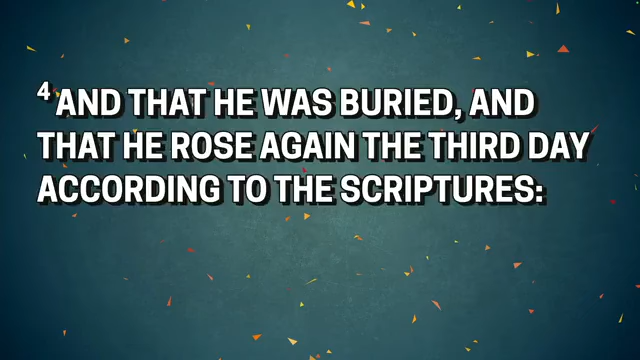 4 AND THAT HE WAS BURIED, AND
THAT HE ROSE AGAIN THE THIRD DAY
ACCORDING TO THE SCRIPTURES: